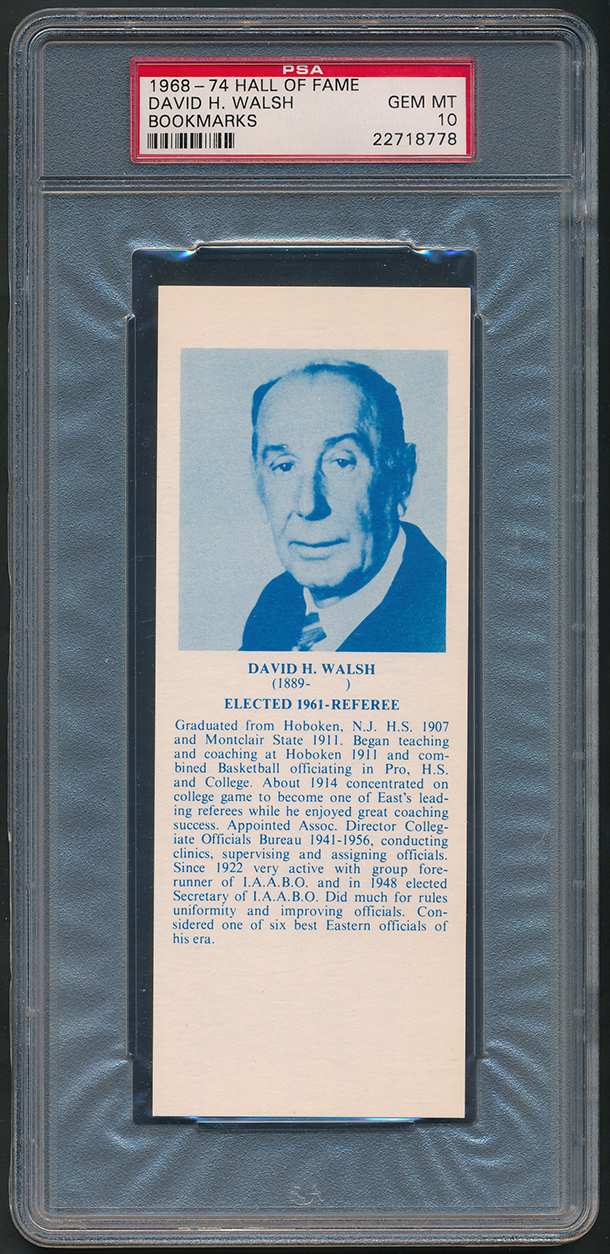 PSA
1968-74 HALL OF FAME
DAVID H. WALSH GEM MT
BOOKMARKS 10
22718778
DAVID H. WALSH
(1889- )
ELECTED 1961-REFEREE
Graduated from Hoboken, N.J. H.S. 1907
and Montclair State 1911. Began teaching
and coaching at Hoboken 1911 and com-
bined Basketball officiating in Pro, H.S.
and College. About 1914 concentrated on
college game to become one of East's lead-
ing referees while he enjoyed great coaching
success. Appointed Assoc. Director Colleg-
iate Officials Bureau 1941-1956, conducting
clinics, supervising and assigning officials.
Since 1922 very active with group fore-
runner of I.A.A.B.O. and in 1948 elected
Secretary of I.A.A.B.O. Did much for rules
uniformity and improving officials. Con-
sidered one of six best Eastern officials of
his era.